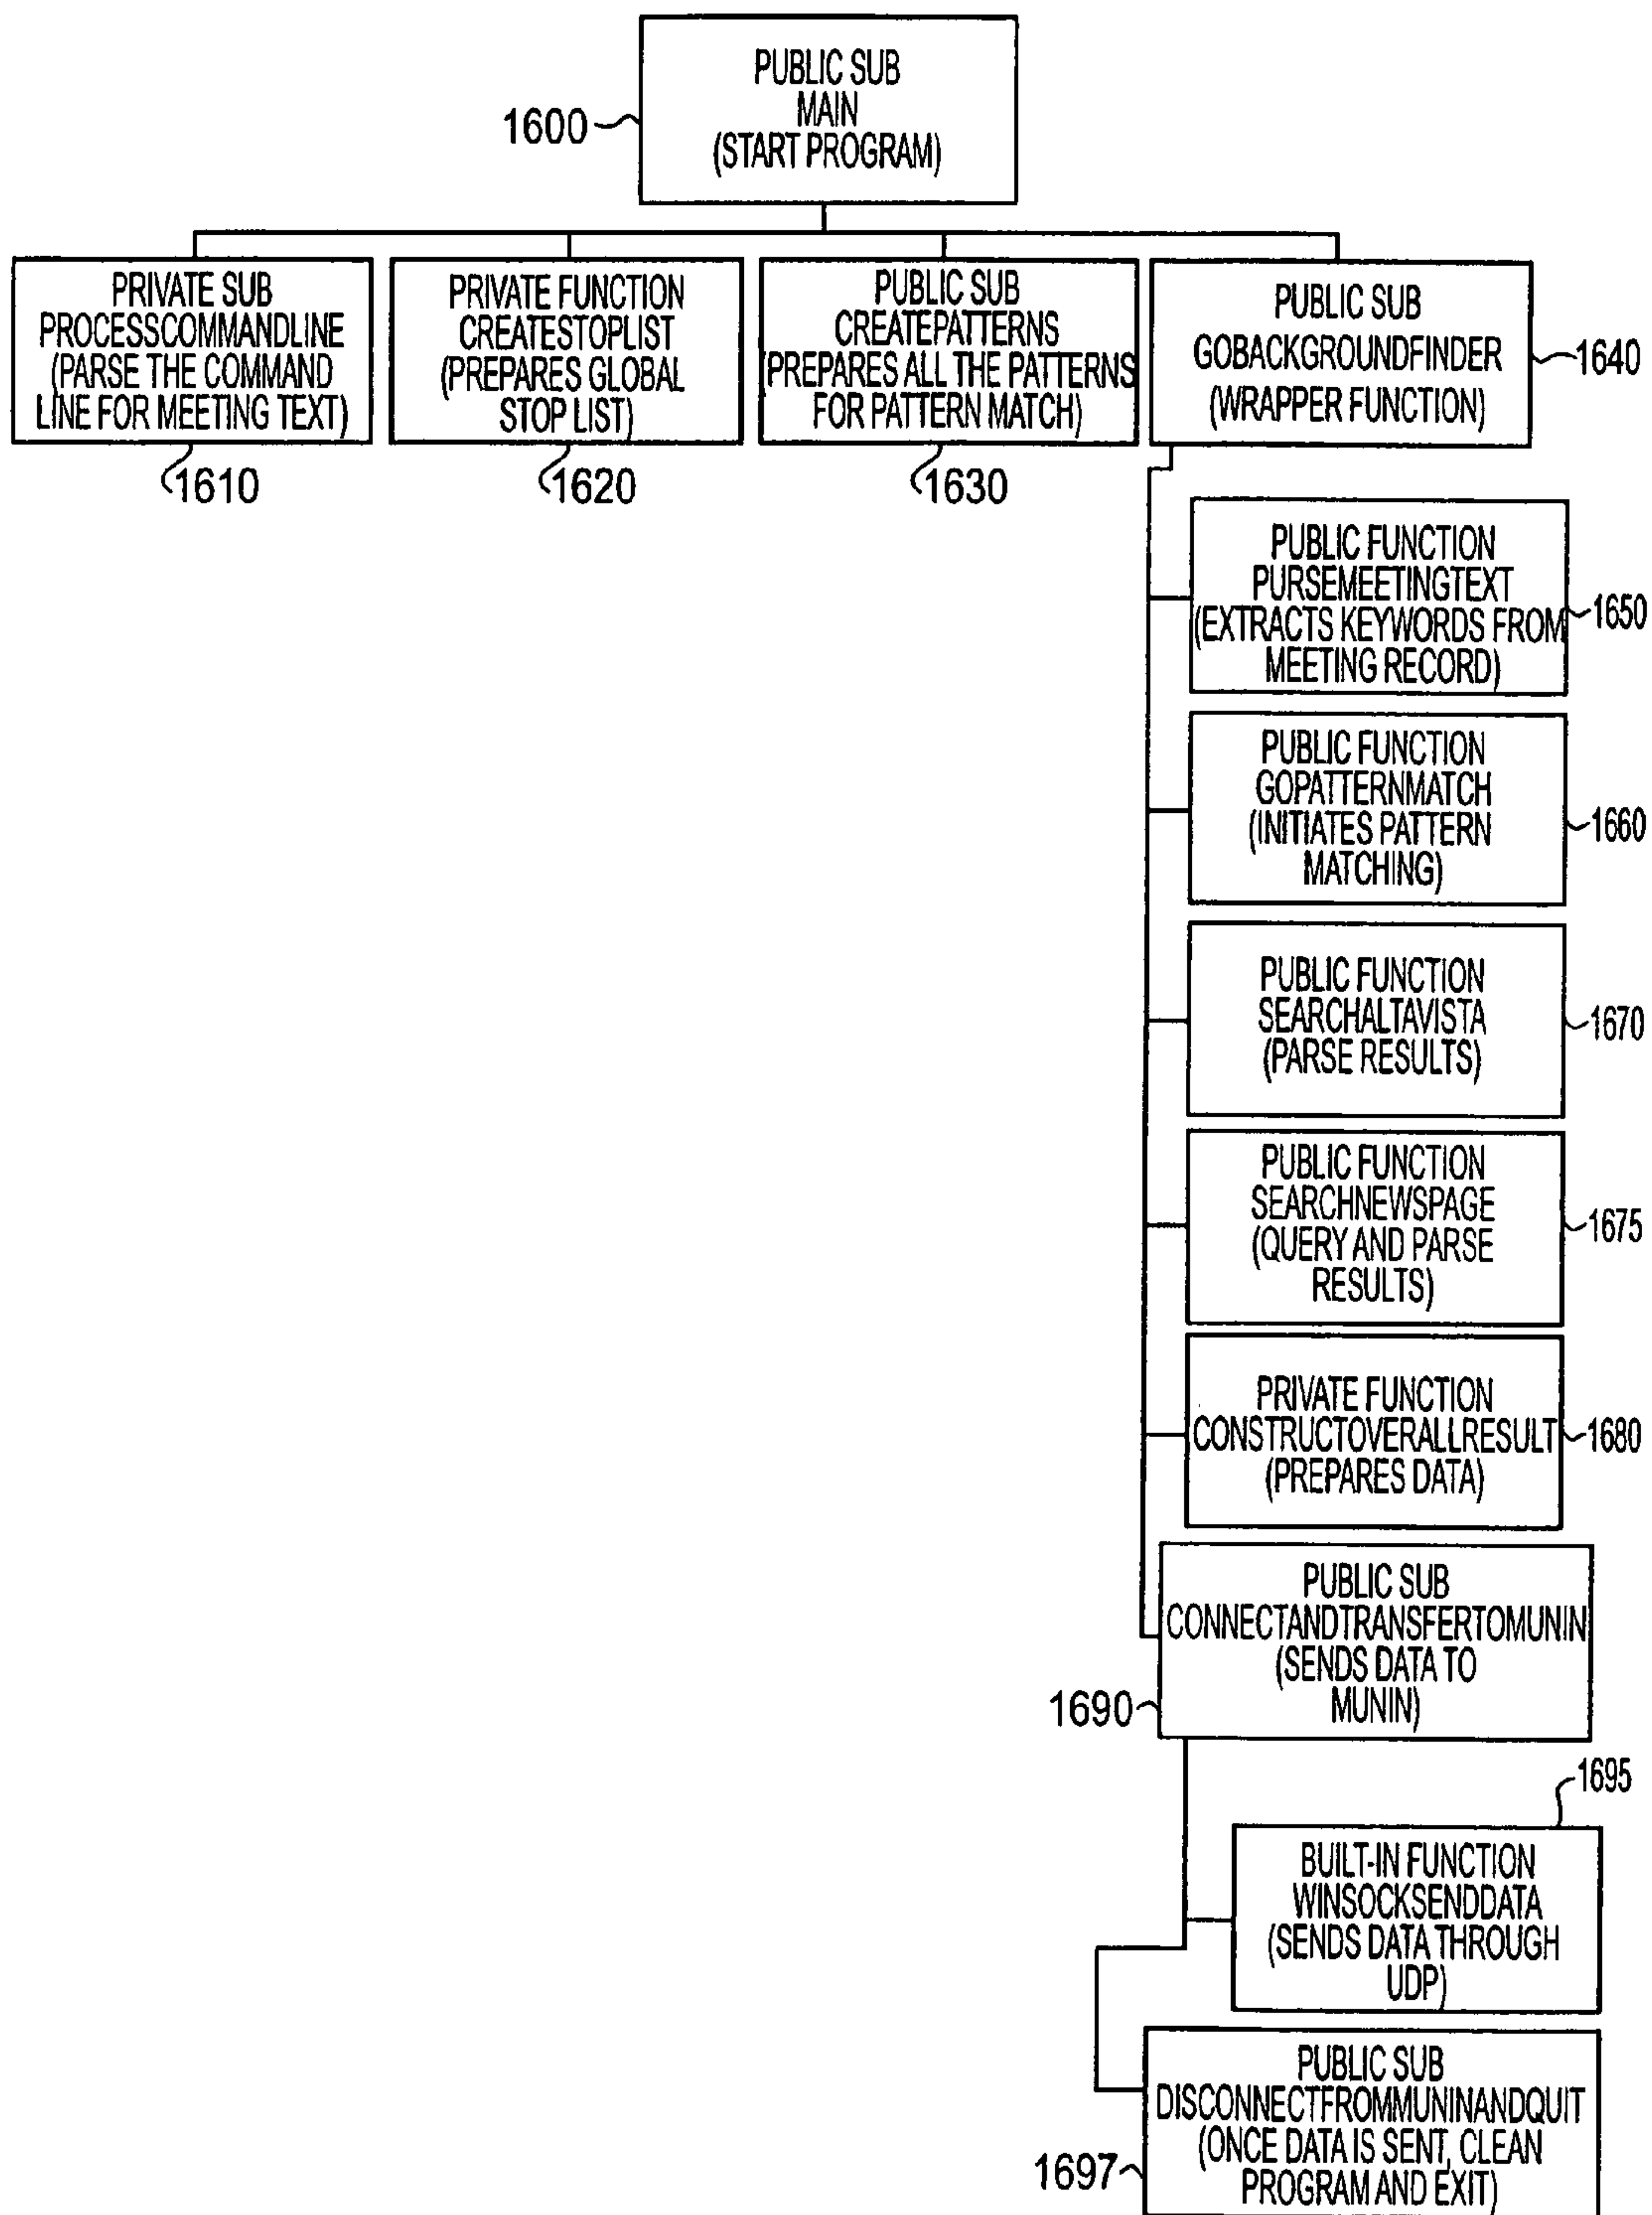 PUBLIC SUB
MAIN
(START PROGRAM)
1600
PRIVATE SUB
PROCESSCOMMANDLINE
(PARSE THE COMMAND
LINE FOR MEETING TEXT)
1610
PRIVATE FUNCTION
CREATESTOPLIST
(PREPARES GLOBAL
STOP LIST)
1620
PUBLIC SUB
CREATEPATTERNS
(PREPARES ALL THE PATTERNS
FOR PATTERN MATCH)
1630
PUBLIC SUB
GOBACKGROUNDFINDER
(WRAPPER FUNCTION)
1640
PUBLIC FUNCTION
PURSEMEETINGTEXT
(EXTRACTS KEYWORDS FROM
MEETING RECORD)
1650
PUBLIC FUNCTION
GOPATTERNMATCH
(INITIATES PATTERN
MATCHING)
1660
PUBLIC FUNCTION
SEARCHALTAVISTA
(PARSE RESULTS)
1670
PUBLIC FUNCTION
SEARCHNEWSPAGE
(QUERY AND PARSE
RESULTS)
1675
PRIVATE FUNCTION
CONSTRUCTOVERALLRESULT
(PREPARES DATA)
1680
PUBLIC SUB
CONNECTANDTRANSFERTOMUNIN
(SENDS DATA TO
MUNIN)
1690
1695
BUILT-IN FUNCTION
WINSOCKSENDDATA
(SENDS DATA THROUGH
UDP)
PUBLIC SUB
DISCONNECTFROMMUNINANDQUIT
(ONCE DATA IS SENT, CLEAN
PROGRAM AND EXIT)
1697